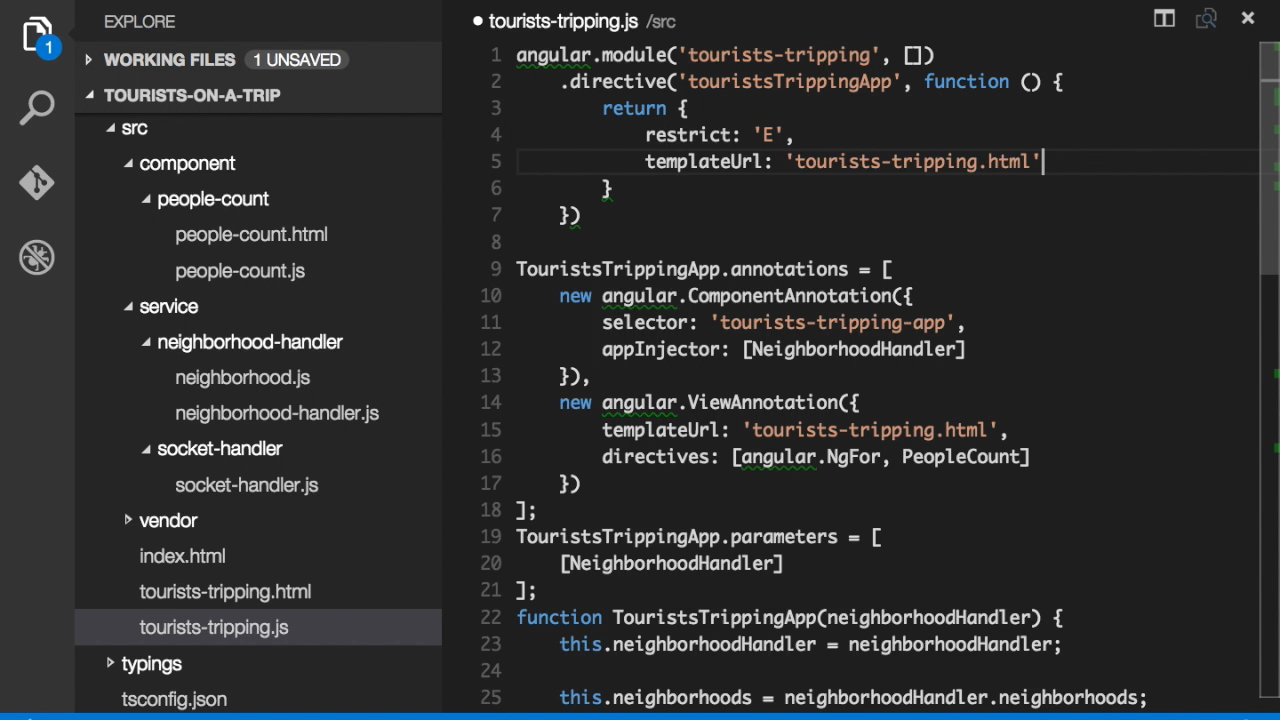 EXPLORE
WORKING FILES 1 UNSAVED
TOURISTS-ON-A-TRIP
src
component
people-count
people-count.html
people-count.js
service
neighborhood-handler
neighborhood.js
neighborhood-handler.js
socket-handler
socket-handler.js
vendor
index.html
tourists-tripping.html
tourists-tripping.js
typings
tsconfig.json
1
tourists-tripping.js /src
1 angular.module('tourists-tripping', [])
2 .directive('touristsTrippingApp', function () {
3 return {
4 restrict: 'E',
5 templateUrl: 'tourists-tripping.html'
6 }
7 })
8
9 TouristsTrippingApp.annotations = [
10 new angular.ComponentAnnotation({
11 selector: 'tourists-tripping-app',
12 appInjector: [NeighborhoodHandler]
13 }),
14 new angular.ViewAnnotation({
15 templateUrl: 'tourists-tripping.html',
16 directives: [angular.NgFor, PeopleCount]
17 })
18 ];
19 TouristsTrippingApp.parameters = [
20 [NeighborhoodHandler]
21 ];
22 function TouristsTrippingApp(neighborhoodHandler) {
23 this.neighborhoodHandler = neighborhoodHandler;
24
25 this.neighborhoods = neighborhoodHandler.neighborhoods;